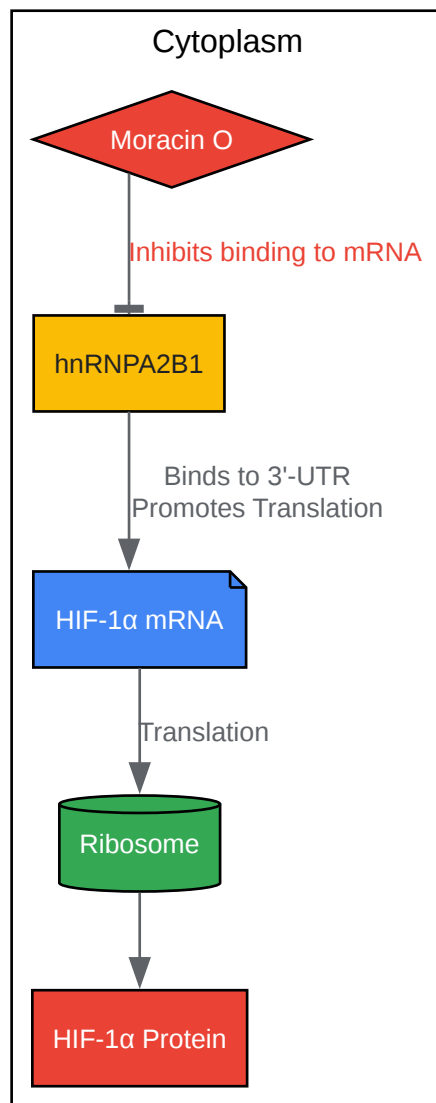 Cytoplasm
Moracin O
Inhibits binding to mRNA
hnRNPA2B1
Binds to 3'-UTR
Promotes Translation
HIF-1α mRNA
Translation
Ribosome
HIF-1α Protein